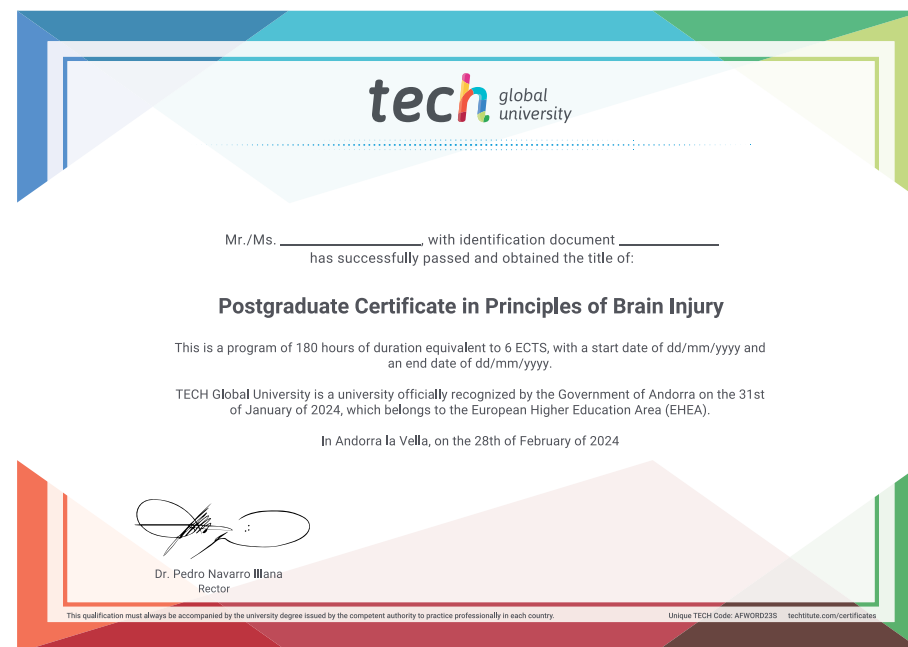 tech global university
Mr./Ms. ____________________, with identification document ______________
has successfully passed and obtained the title of:
Postgraduate Certificate in Principles of Brain Injury
This is a program of 180 hours of duration equivalent to 6 ECTS, with a start date of dd/mm/yyyy and
an end date of dd/mm/yyyy.
TECH Global University is a university officially recognized by the Government of Andorra on the 31st
of January of 2024, which belongs to the European Higher Education Area (EHEA).
In Andorra la Vella, on the 28th of February of 2024
Dr. Pedro Navarro Illana
Rector
This qualification must always be accompanied by the university degree issued by the competent authority to practice professionally in each country.
Unique TECH Code: AFWORD23S techtitute.com/certificates